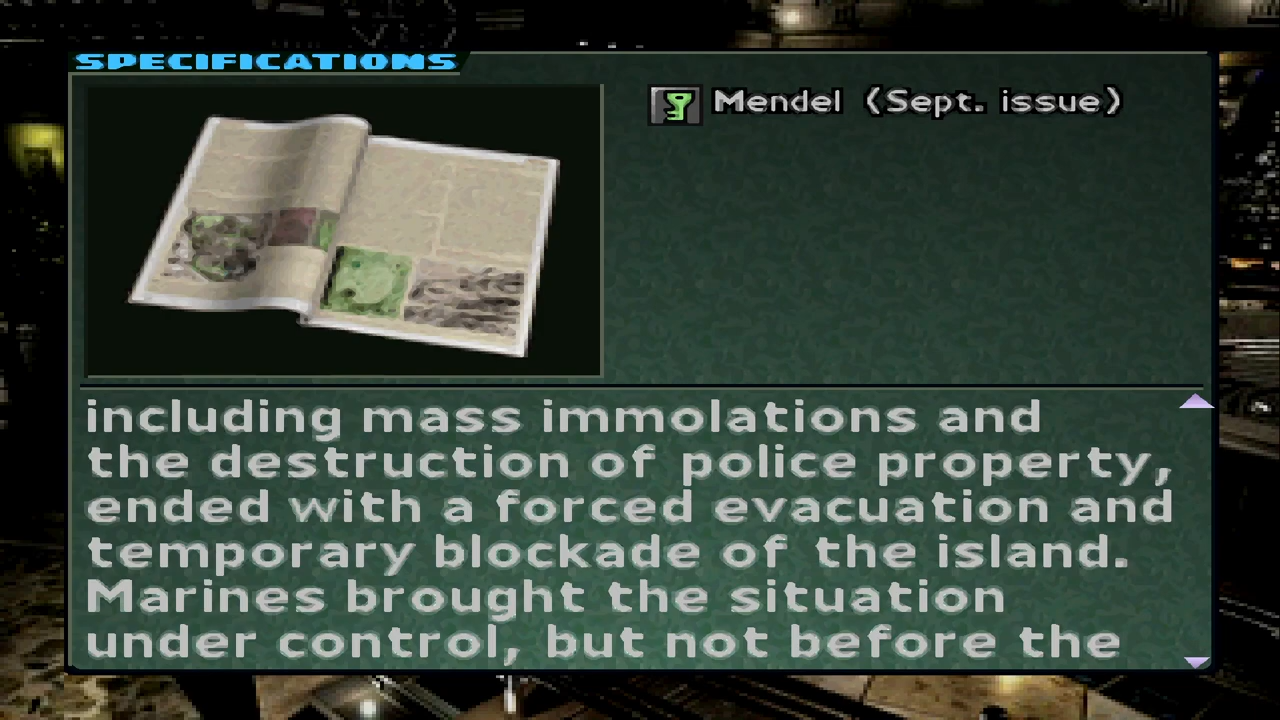 SPECIFICATIONS
Mendel (Sept. issue)
including mass immolations and
the destruction of police property,
ended with a forced evacuation and
temporary blockade of the island.
Marines brought the situation
under control, but not before the